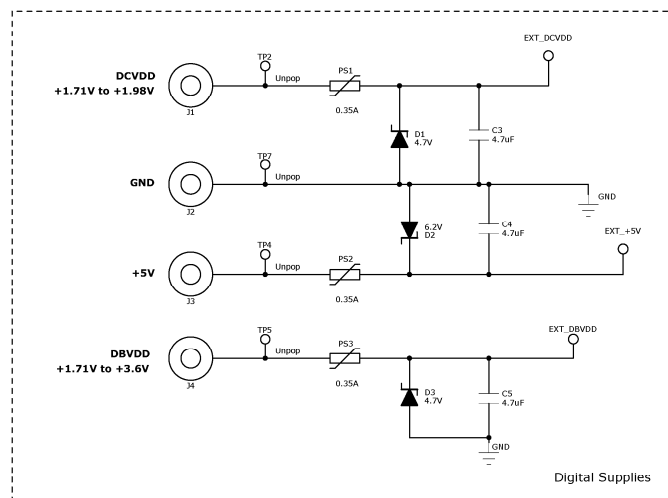 EXT_DCVDD
TP2
PS1
DCVDD
Unpop
+1.71V to +1.98V
J1
0.35A
D1
4.7V
C3
4.7uF
TP7
Unpop
GND
J2
GND
6.2V
D2
C4
4.7uF
EXT_+5V
TP4
Unpop
PS2
+5V
J3
0.35A
EXT_DBVDD
TP5
Unpop
PS3
DBVDD
+1.71V to +3.6V
J4
0.35A
D3
4.7V
C5
4.7uF
GND
Digital Supplies